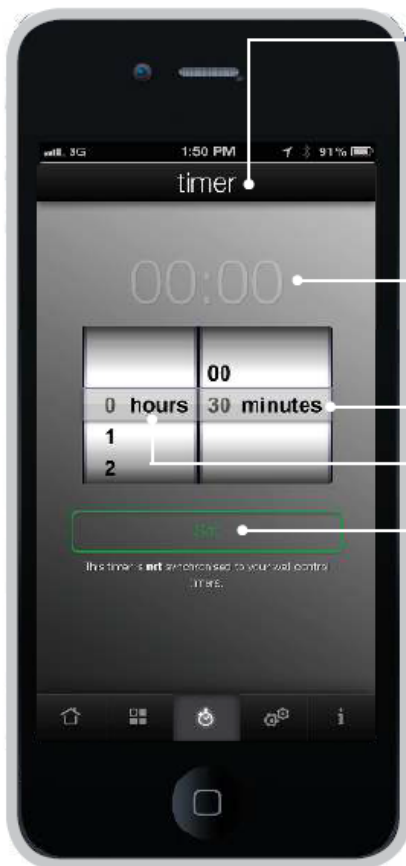 3G 1:50 PM 91%
timer
00:00
00
0 hours 30 minutes
1
2
Set
This timer is not synchronised to your wall control
timers.
i